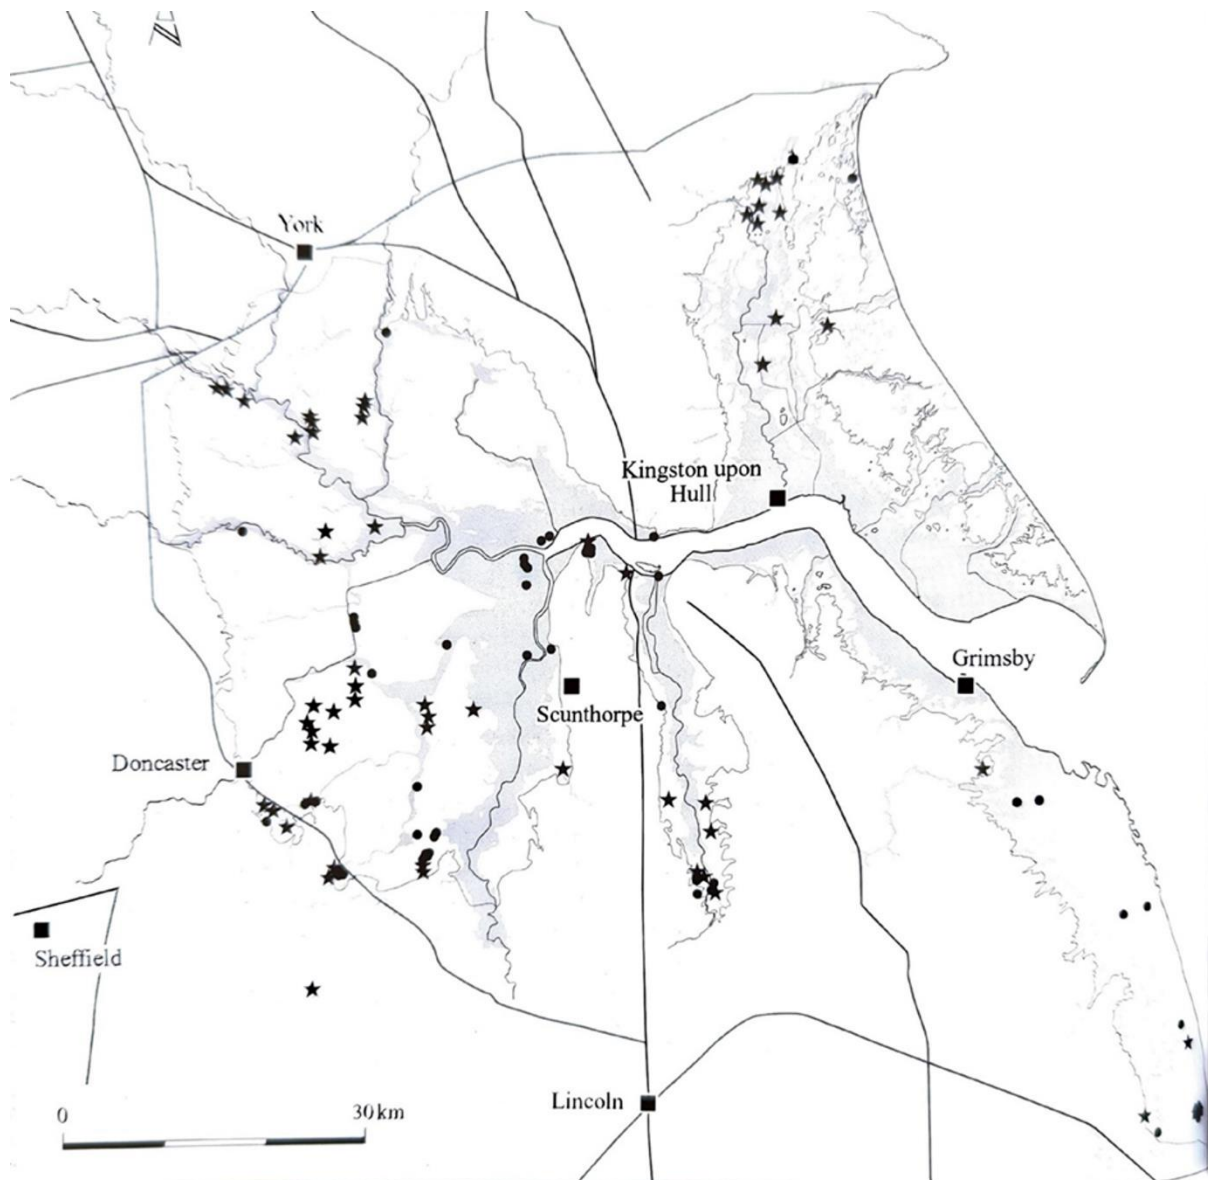 York
Kingston upon
Hull
Grimsby
Scunthorpe
Doncaster
Sheffield
Lincoln
0
30 km